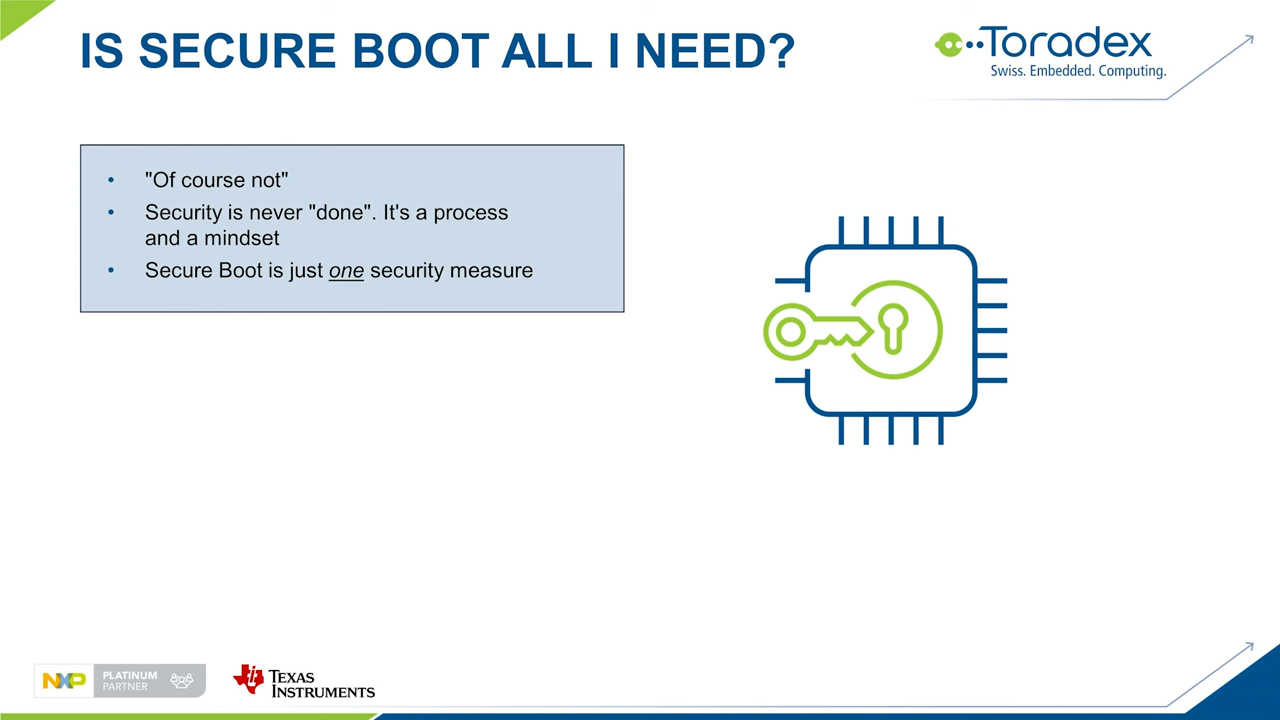 IS SECURE BOOT ALL I NEED?
Toradex
Swiss. Embedded. Computing.
• "Of course not"
• Security is never "done". It's a process
and a mindset
• Secure Boot is just one security measure
NXP
PLATINUM
PARTNER
TEXAS
INSTRUMENTS